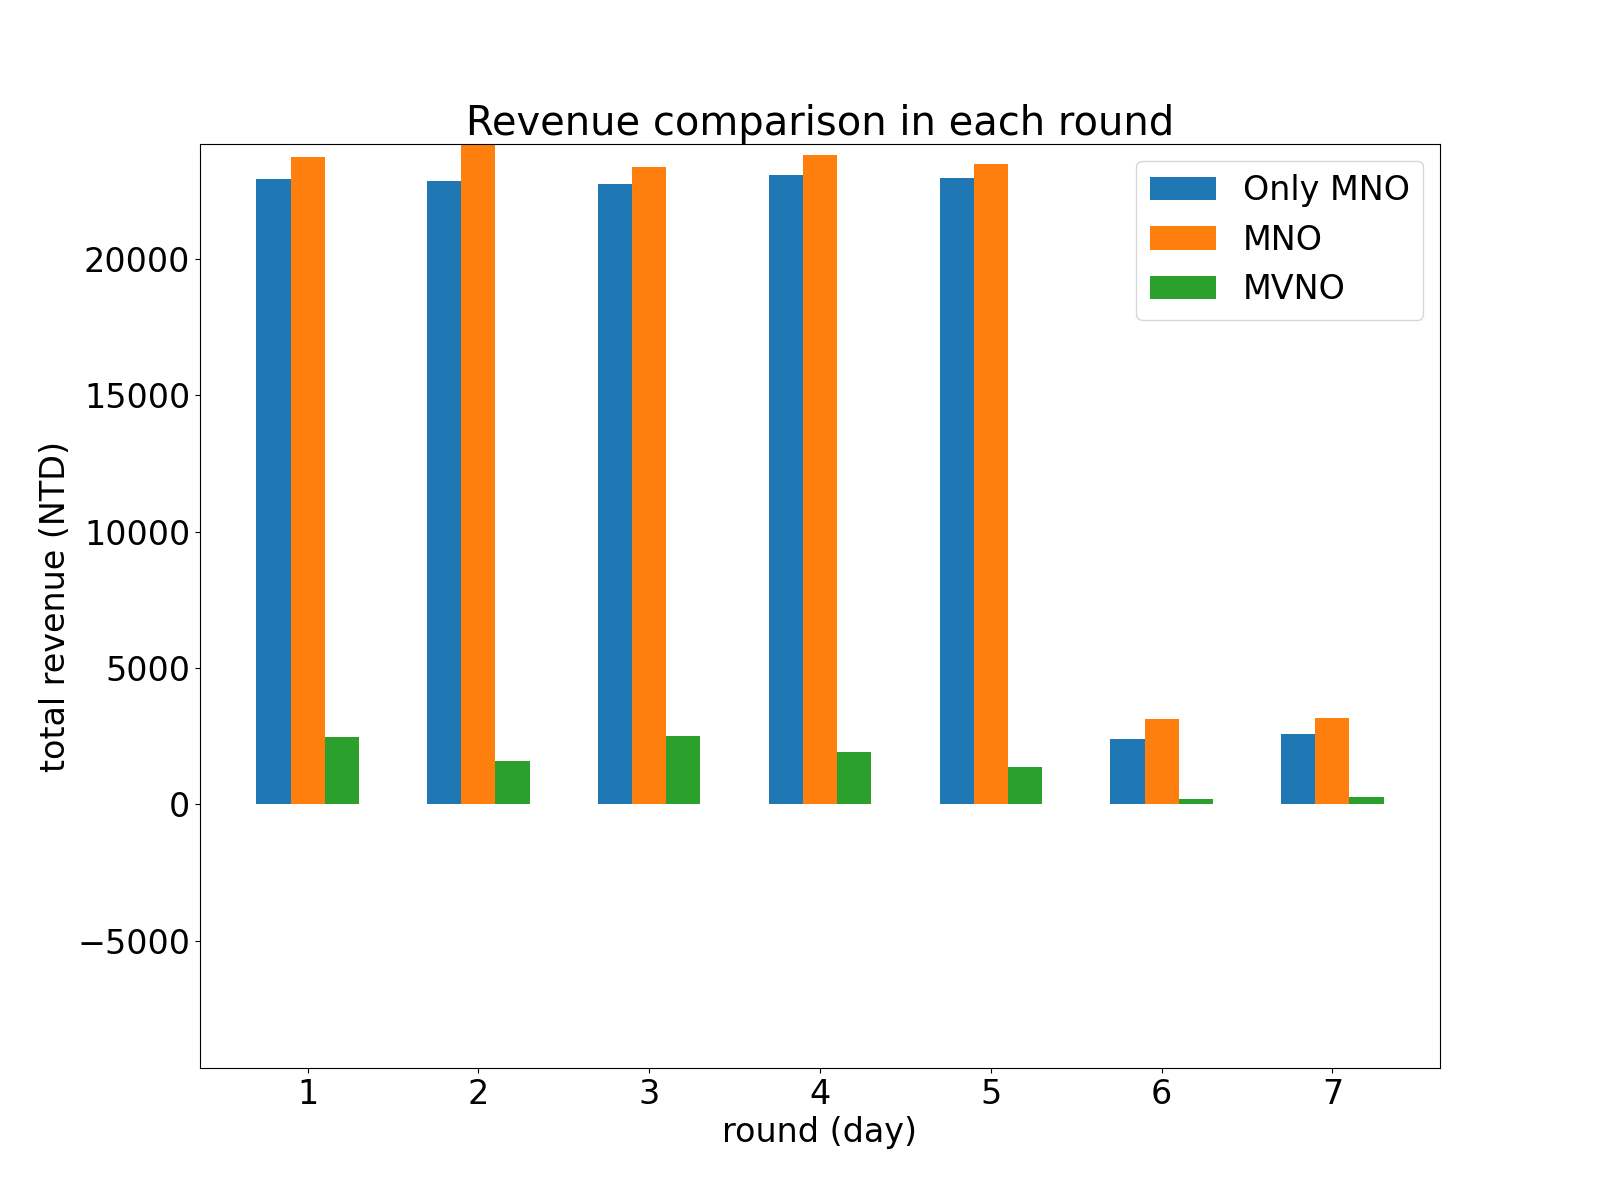 Revenue comparison in each round
Only MNO
MNO
MVNO
20000
15000
10000
5000
0
−5000
total revenue (NTD)
1 2 3 4 5 6 7
round (day)